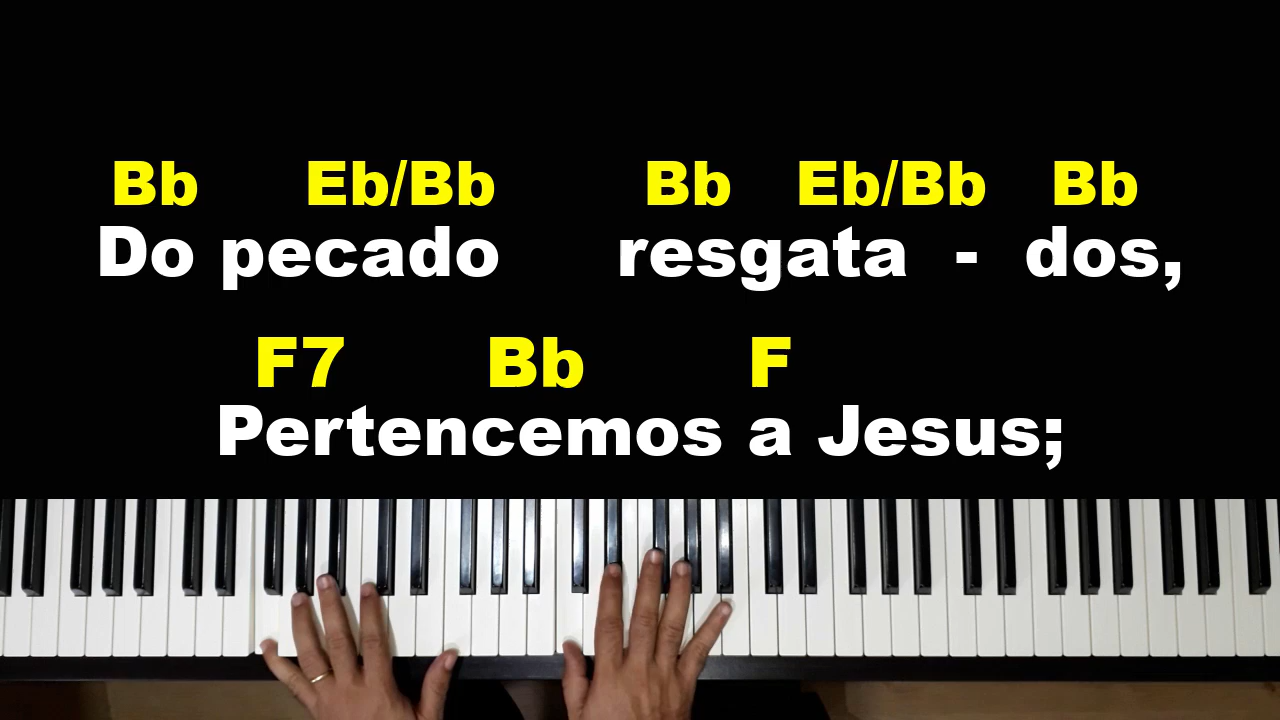 Bb Eb/Bb Bb Eb/Bb Bb
Do pecado resgata - dos,
F7 Bb F
Pertencemos a Jesus;